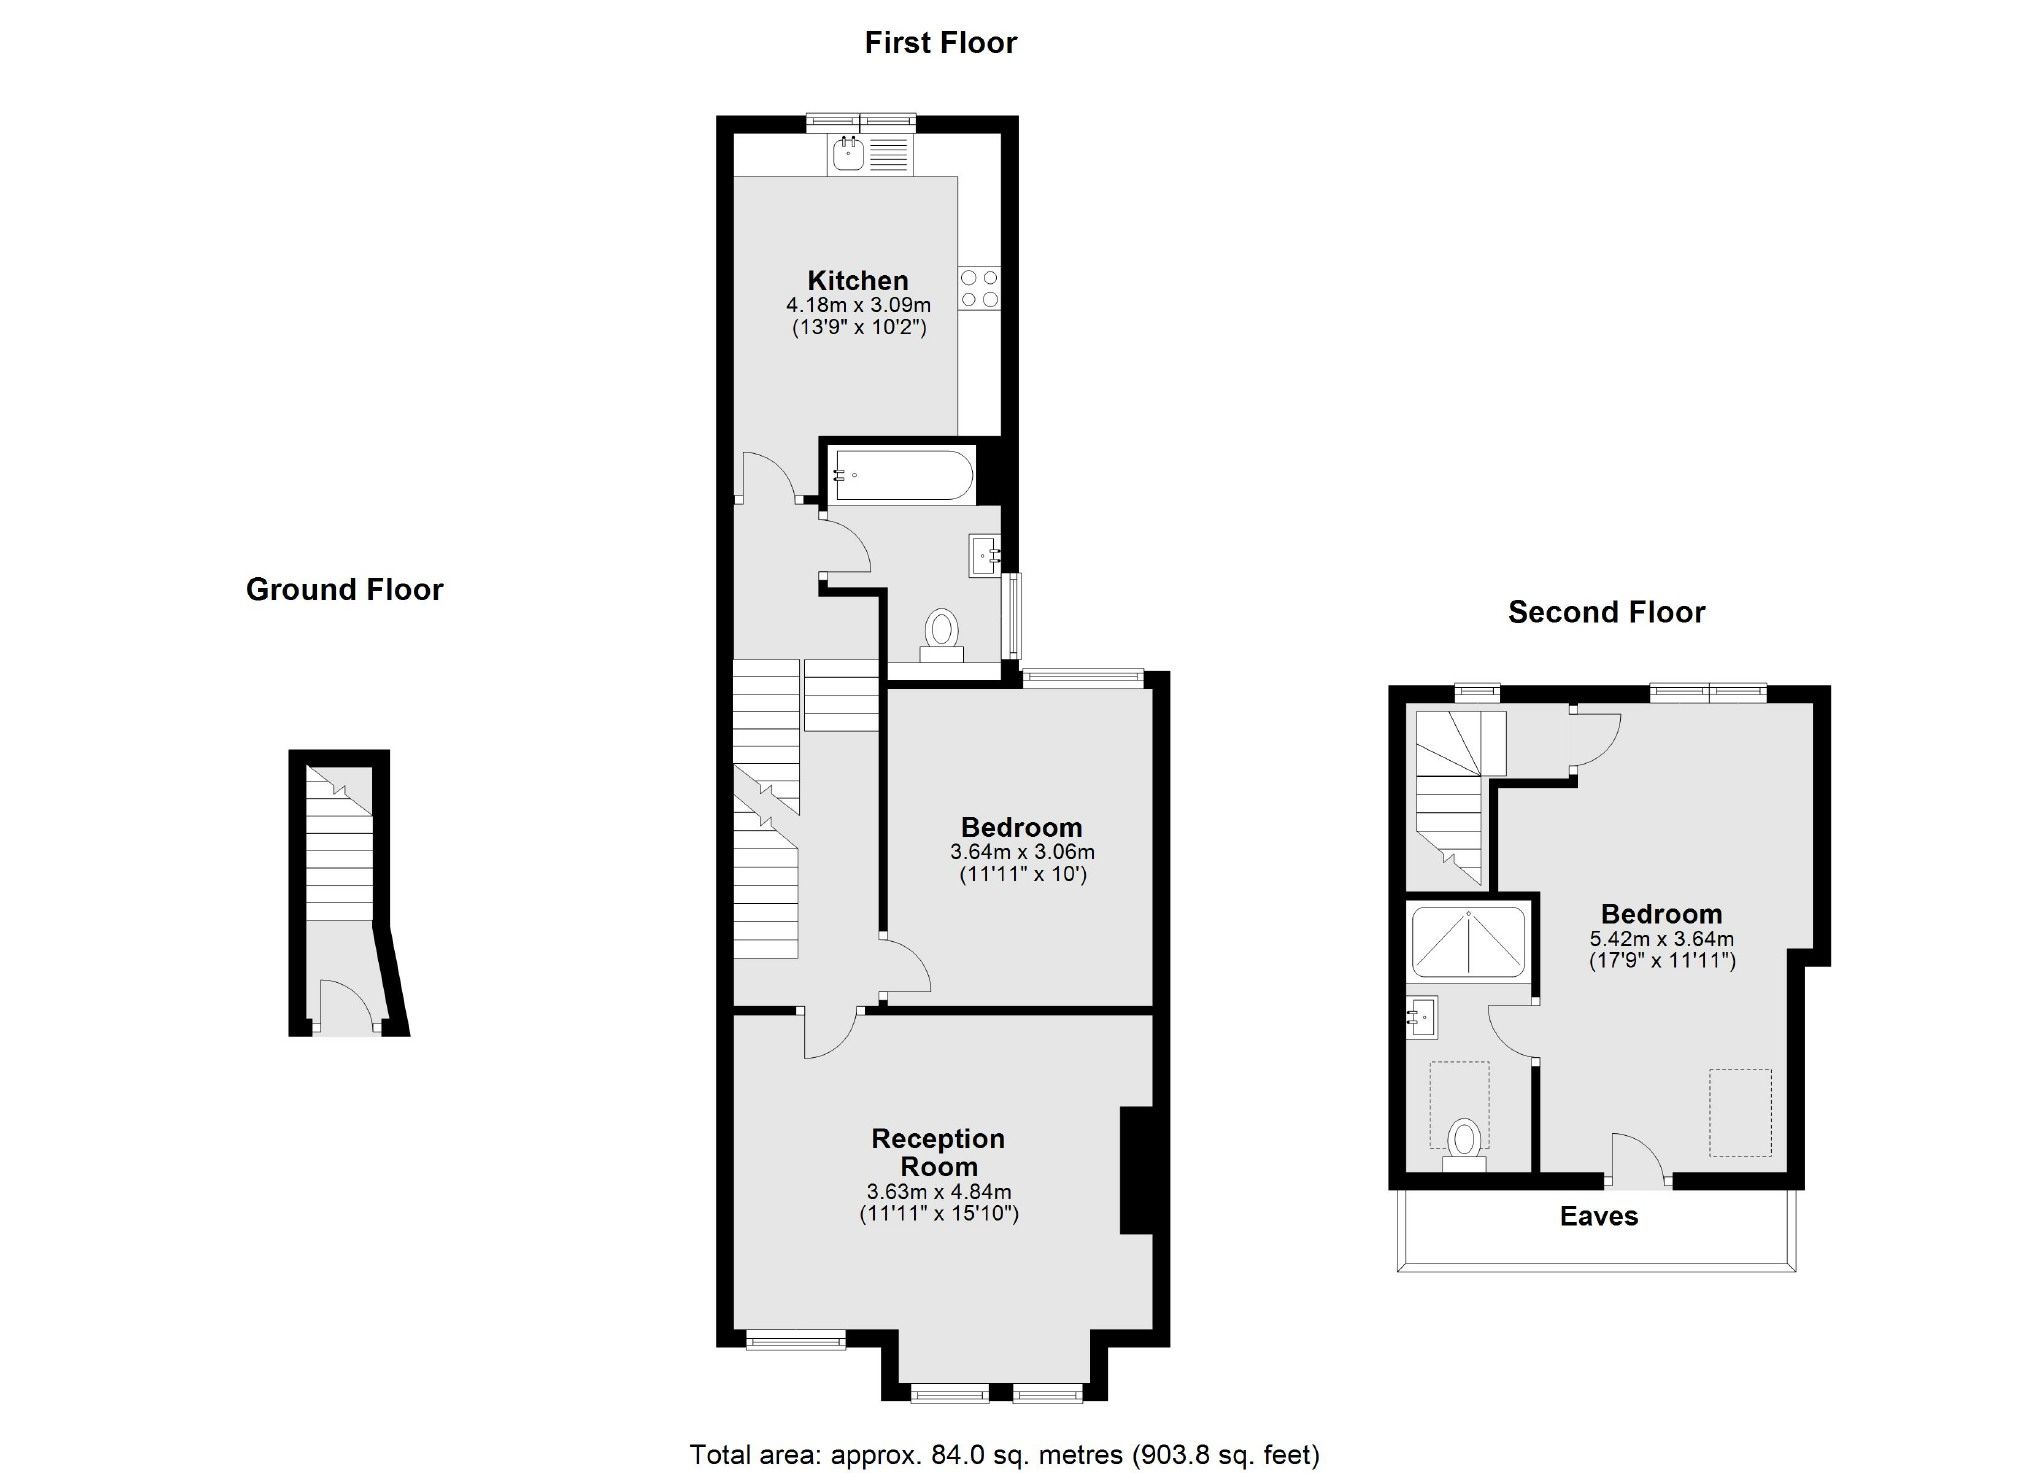 First Floor
Kitchen
4.18m x 3.09m
(13'9" x 10'2")
Ground Floor
Second Floor
Bedroom
3.64m x 3.06m
(11'11" x 10')
Bedroom
5.42m x 3.64m
(17'9" x 11'11")
Reception
Room
3.63m x 4.84m
(11'11" x 15'10")
Eaves
Total area: approx. 84.0 sq. metres (903.8 sq. feet)